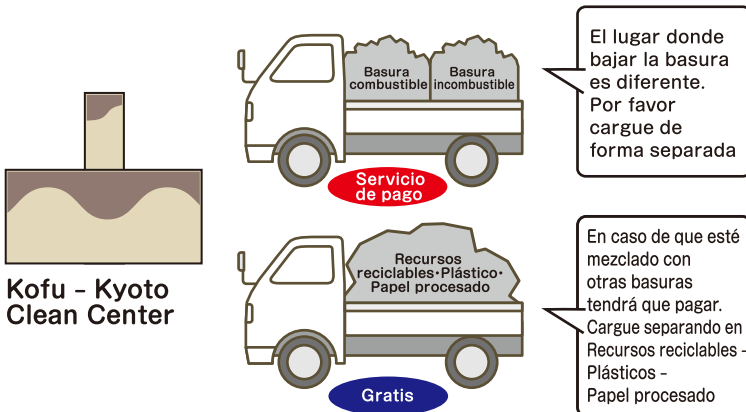 Kofu – Kyoto
Clean Center
Basura
combustible
Basura
incombustible
Servicio
de pago
El lugar donde
bajar la basura
es diferente.
Por favor
cargue de
forma separada
Recursos
reciclables・Plástico・
Papel procesado
Gratis
En caso de que esté
mezclado con
otras basuras
tendrá que pagar.
Cargue separando en
Recursos reciclables –
Plásticos –
Papel procesado